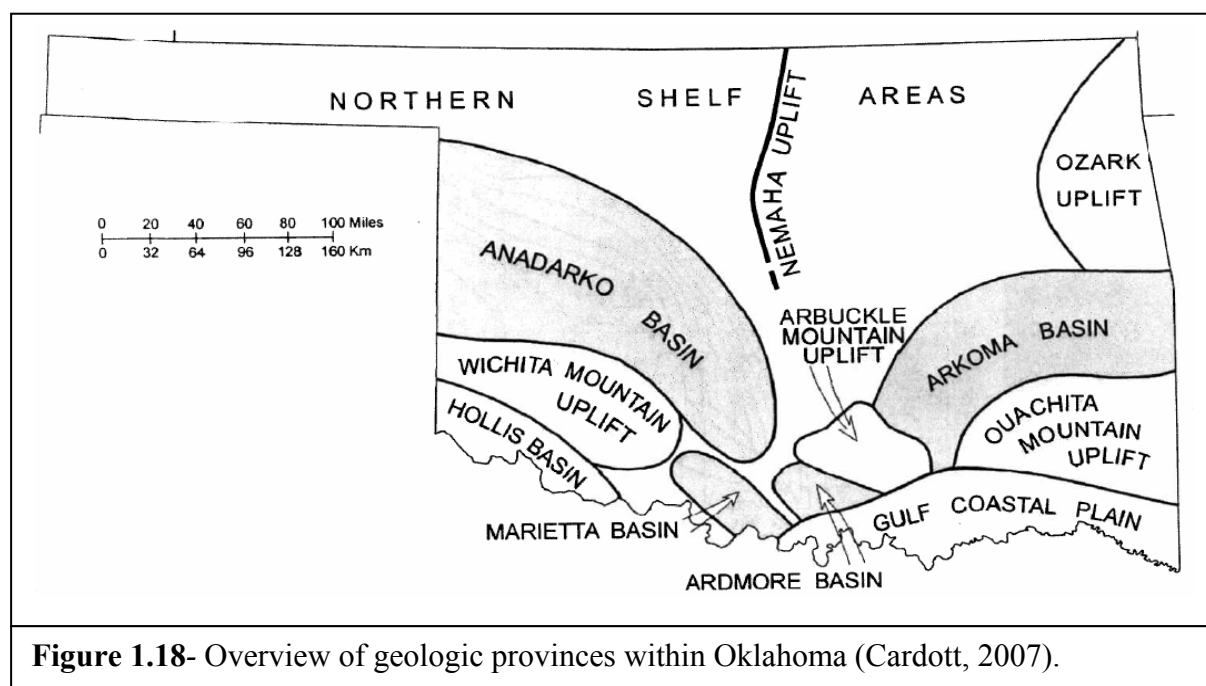 NORTHERN SHELF AREAS
NEMAHA UPLIFT
OZARK
UPLIFT
0 20 40 60 80 100 Miles
0 32 64 96 128 160 Km
ANADARKO
BASIN
ARBUCKLE
MOUNTAIN
UPLIFT
ARKOMA BASIN
WICHITA MOUNTAIN
UPLIFT
HOLLIS BASIN
OUACHITA
MOUNTAIN
UPLIFT
MARIETTA BASIN
GULF COASTAL PLAIN
ARDMORE BASIN
Figure 1.18- Overview of geologic provinces within Oklahoma (Cardott, 2007).